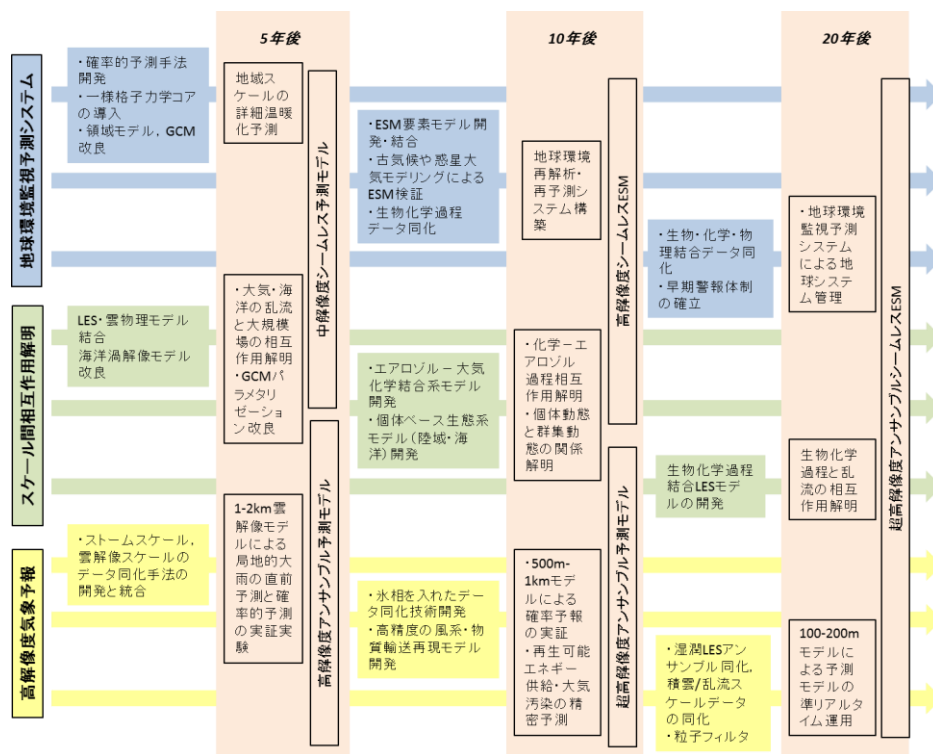 5年後
10年後
20年後
地球環境監視予測システム
・確率的予測手法
開発
・一様格子力学コア
の導入
・領域モデル，GCM
改良
地域ス
ケールの
詳細温暖
化予測
中解像度シームレス予測モデル
・ESM要素モデル開
発・結合
・古気候や惑星大
気モデリングによる
ESM検証
・生物化学過程
データ同化
地球環境
再解析・
再予測シ
ステム構
築
高解像度シームレスESM
・生物・化学・物
理結合データ同
化
・早期警報体制
の確立
・地球環境
監視予測
システム
による地
球システ
ム管理
超高解像度アンサンブルシームレスESM
スケール間相互作用解明
LES・雲物理モデル
結合
海洋渦解像モデル
改良
・大気・海
洋の乱流
と大規模
場の相互
作用解明
・GCMパ
ラメタリ
ゼーショ
ン改良
・エアロゾル－大気
化学結合系モデル
開発
・個体ベース生態系
モデル（陸域・海
洋）開発
・化学－エ
アロゾル
過程相互
作用解明
・個体動態
と群集動
態の関係
解明
生物化学過程
結合LESモデ
ルの開発
生物化学
過程と乱
流の相互
作用解明
高解像度気象予報
・ストームスケール，
雲解像スケールの
データ同化手法の
開発と統合
1-2km雲
解像モデ
ルによる
局地的大
雨の直前
予測と確
率的予測
の実証実
験
高解像度アンサンブル予測モデル
・氷相を入れたデー
タ同化技術開発
・高精度の風系・物
質輸送再現モデル
開発
・500m-
1kmモデ
ルによる
確率予報
の実証
・再生可能
エネルギー
供給・大気
汚染の精
密予測
超高解像度アンサンブル予測モデル
・湿潤LESアン
サンブル同化，
積雲/乱流ス
ケールデータ
の同化
・粒子フィルタ
100-200m
モデルによ
る予測
モデルの
準リアルタ
イム運用